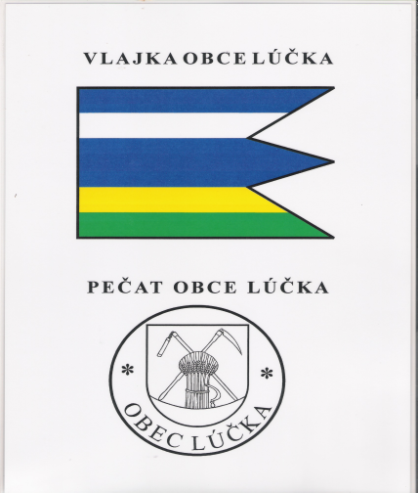 VLAJKA OBCE LÚČKA
PEČAT OBCE LÚČKA
* OBEC LÚČKA *